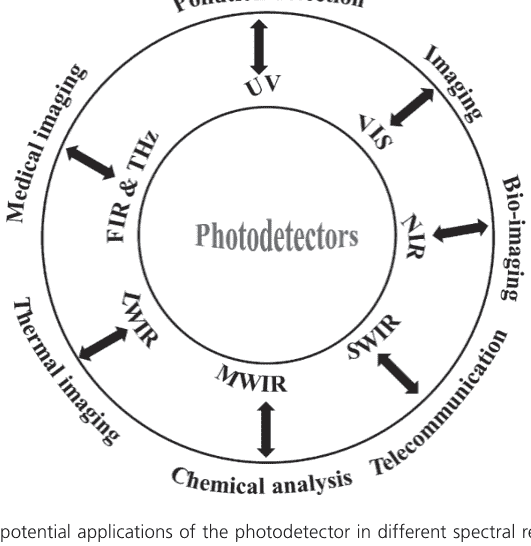 UV
Imaging
VIS
Bio-imaging
NIR
Telecommunication
SWIR
Chemical analysis
MWIR
Thermal imaging
LWIR
Medical imaging
FIR & THz
Photodetectors
potential applications of the photodetector in different spectral